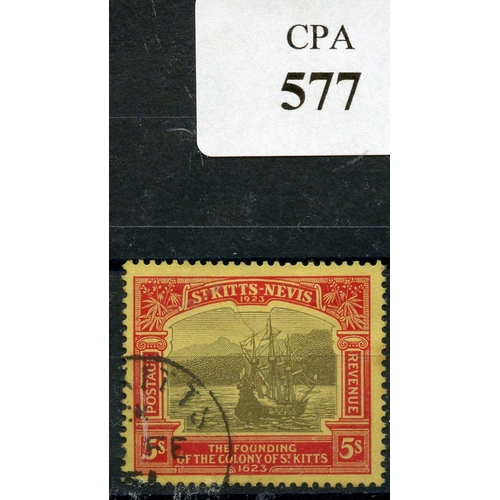 CPA
577
ST KITTS-NEVIS
1923
POSTAGE
REVENUE
5s
THE FOUNDING
OF THE COLONY OF ST KITTS
1623
5s